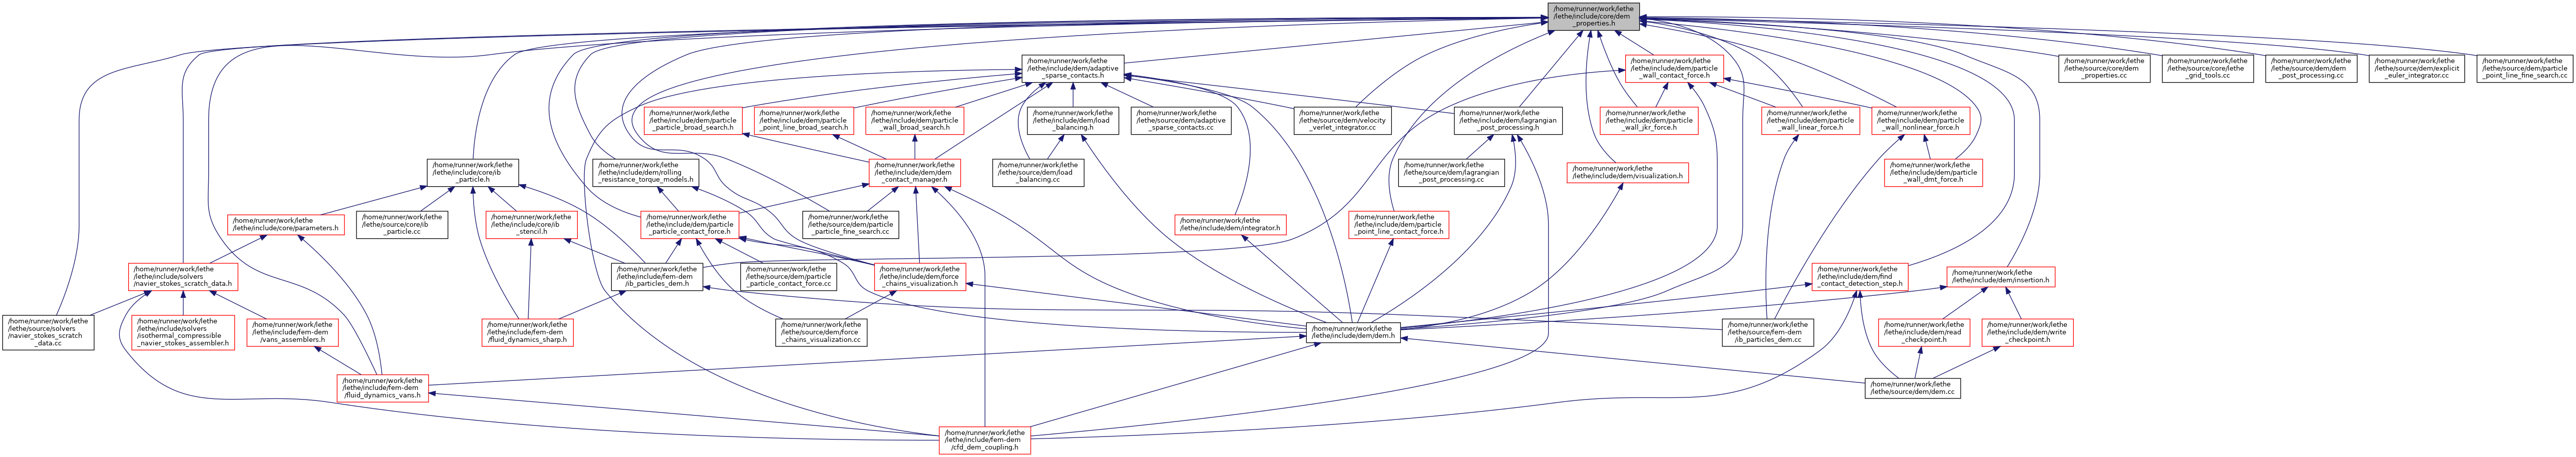 /home/runner/work/lethe
/lethe/include/core/dem
_properties.h
/home/runner/work/lethe
/lethe/include/dem/adaptive
_sparse_contacts.h
/home/runner/work/lethe
/lethe/include/dem/particle
_wall_contact_force.h
/home/runner/work/lethe
/lethe/source/core/dem
_properties.cc
/home/runner/work/lethe
/lethe/source/core/lethe
_grid_tools.cc
/home/runner/work/lethe
/lethe/source/dem/dem
_post_processing.cc
/home/runner/work/lethe
/lethe/source/dem/explicit
_euler_integrator.cc
/home/runner/work/lethe
/lethe/source/dem/particle
_point_line_fine_search.cc
/home/runner/work/lethe
/lethe/include/dem/particle
_particle_broad_search.h
/home/runner/work/lethe
/lethe/include/dem/particle
_point_line_broad_search.h
/home/runner/work/lethe
/lethe/include/dem/particle
_wall_broad_search.h
/home/runner/work/lethe
/lethe/include/dem/load
_balancing.h
/home/runner/work/lethe
/lethe/source/dem/adaptive
_sparse_contacts.cc
/home/runner/work/lethe
/lethe/source/dem/velocity
_verlet_integrator.cc
/home/runner/work/lethe
/lethe/include/dem/lagrangian
_post_processing.h
/home/runner/work/lethe
/lethe/include/dem/particle
_wall_jkr_force.h
/home/runner/work/lethe
/lethe/include/dem/particle
_wall_linear_force.h
/home/runner/work/lethe
/lethe/include/dem/particle
_wall_nonlinear_force.h
/home/runner/work/lethe
/lethe/include/core/ib
_particle.h
/home/runner/work/lethe
/lethe/include/dem/rolling
_resistance_torque_models.h
/home/runner/work/lethe
/lethe/include/dem/dem
_contact_manager.h
/home/runner/work/lethe
/lethe/source/dem/load
_balancing.cc
/home/runner/work/lethe
/lethe/source/dem/lagrangian
_post_processing.cc
/home/runner/work/lethe
/lethe/include/dem/visualization.h
/home/runner/work/lethe
/lethe/include/dem/particle
_wall_dmt_force.h
/home/runner/work/lethe
/lethe/include/core/parameters.h
/home/runner/work/lethe
/lethe/source/core/ib
_particle.cc
/home/runner/work/lethe
/lethe/include/core/ib
_stencil.h
/home/runner/work/lethe
/lethe/include/dem/particle
_particle_contact_force.h
/home/runner/work/lethe
/lethe/source/dem/particle
_particle_fine_search.cc
/home/runner/work/lethe
/lethe/include/dem/integrator.h
/home/runner/work/lethe
/lethe/include/dem/particle
_point_line_contact_force.h
/home/runner/work/lethe
/lethe/include/solvers
/navier_stokes_scratch_data.h
/home/runner/work/lethe
/lethe/include/fem-dem
/ib_particles_dem.h
/home/runner/work/lethe
/lethe/source/dem/particle
_particle_contact_force.cc
/home/runner/work/lethe
/lethe/include/dem/force
_chains_visualization.h
/home/runner/work/lethe
/lethe/include/dem/find
_contact_detection_step.h
/home/runner/work/lethe
/lethe/include/dem/insertion.h
/home/runner/work/lethe
/lethe/source/solvers
/navier_stokes_scratch
_data.cc
/home/runner/work/lethe
/lethe/include/solvers
/isothermal_compressible
_navier_stokes_assembler.h
/home/runner/work/lethe
/lethe/include/fem-dem
/vans_assemblers.h
/home/runner/work/lethe
/lethe/include/fem-dem
/fluid_dynamics_sharp.h
/home/runner/work/lethe
/lethe/source/dem/force
_chains_visualization.cc
/home/runner/work/lethe
/lethe/include/dem/dem.h
/home/runner/work/lethe
/lethe/source/fem-dem
/ib_particles_dem.cc
/home/runner/work/lethe
/lethe/include/dem/read
_checkpoint.h
/home/runner/work/lethe
/lethe/include/dem/write
_checkpoint.h
/home/runner/work/lethe
/lethe/include/fem-dem
/fluid_dynamics_vans.h
/home/runner/work/lethe
/lethe/source/dem/dem.cc
/home/runner/work/lethe
/lethe/include/fem-dem
/cfd_dem_coupling.h